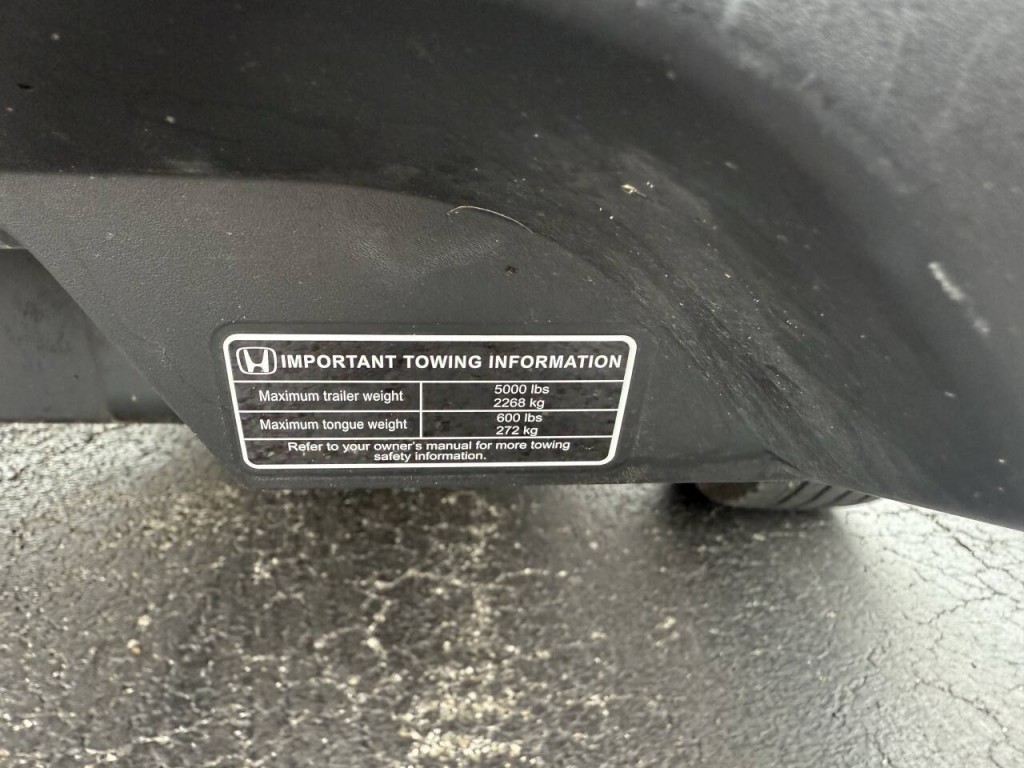 IMPORTANT TOWING INFORMATION
Maximum trailer weight 5000 lbs
2268 kg
Maximum tongue weight 600 lbs
272 kg
Refer to your owner's manual for more towing
safety information.